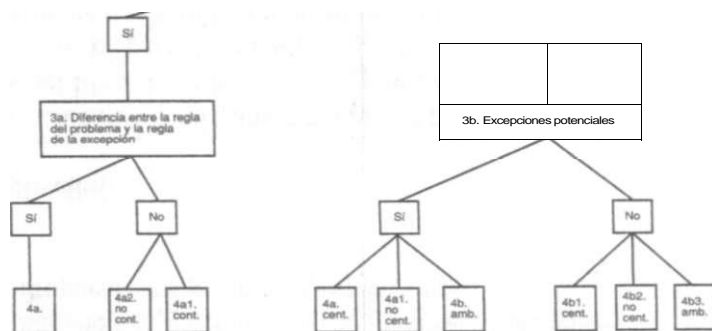 Sí
3a. Diferencia entre la regla
del problema y la regla
de la excepción
Sí
No
4a.
4a2.
no
cont.
4a1.
cont.
3b. Excepciones potenciales
Sí
No
4a.
cent.
4a1.
no
cent.
4b.
amb.
4b1.
cent.
4b2.
no
cent.
4b3.
amb.